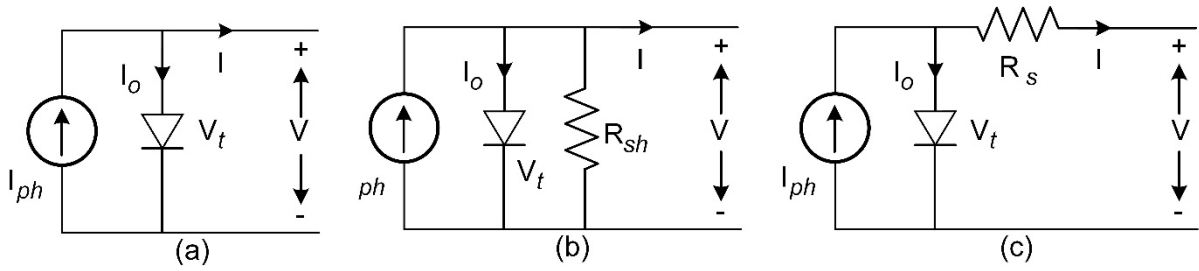 I
+
I_o
V_t
V
I_ph
-
(a)
I
+
I_o
R_sh
V
V_t
ph
-
(b)
R_s
I
+
I_o
V_t
V
I_ph
-
(c)